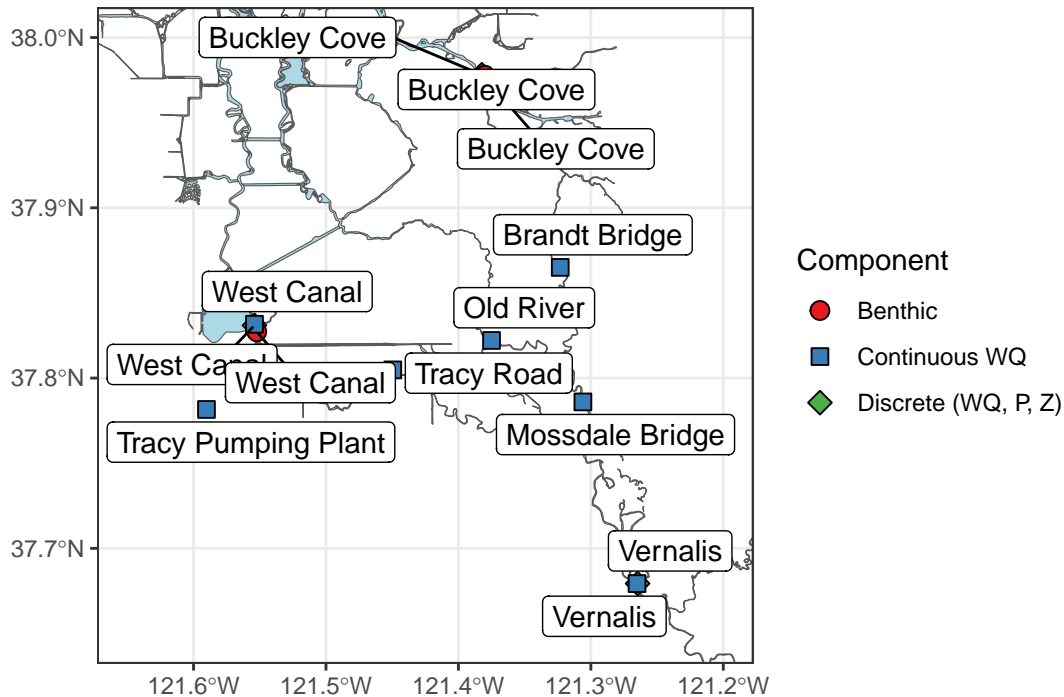 38.0°N
37.9°N
37.8°N
37.7°N
Buckley Cove
Buckley Cove
Buckley Cove
Brandt Bridge
West Canal
Old River
West Canal
West Canal
Tracy Road
Tracy Pumping Plant
Mossdale Bridge
Vernalis
Vernalis
121.6°W
121.5°W
121.4°W
121.3°W
121.2°W
Component
Benthic
Continuous WQ
Discrete (WQ, P, Z)